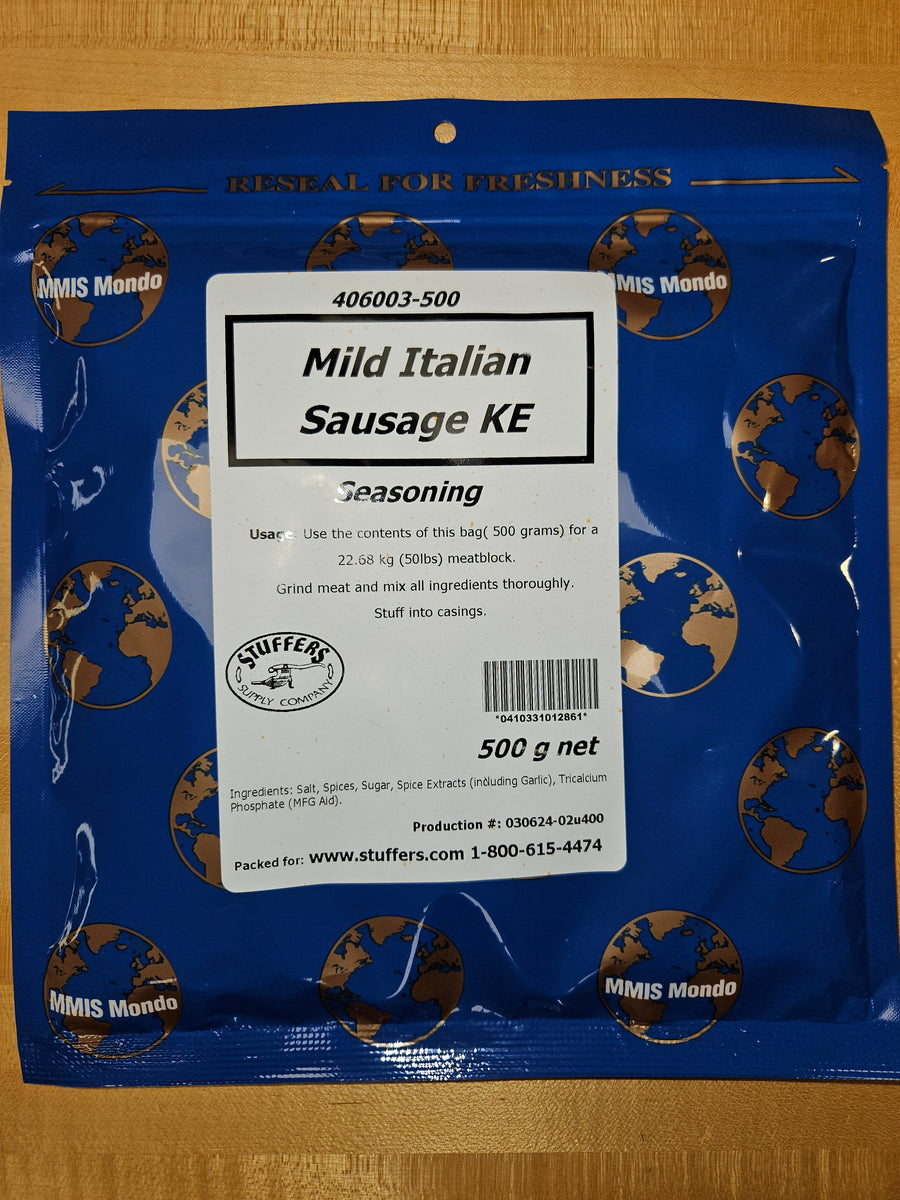 RESEAL FOR FRESHNESS
MMIS Mondo
MMIS Mondo
406003-500
Mild Italian
Sausage KE
Seasoning
Usage: Use the contents of this bag( 500 grams) for a
22.68 kg (50lbs) meatblock.
Grind meat and mix all ingredients thoroughly.
Stuff into casings.
STUFFERS
SUPPLY COMPANY
*0410331012861*
500 g net
Ingredients: Salt, Spices, Sugar, Spice Extracts (including Garlic), Tricalcium
Phosphate (MFG Aid).
Production #: 030624-02u400
Packed for: www.stuffers.com 1-800-615-4474
MMIS Mondo
MMIS Mondo